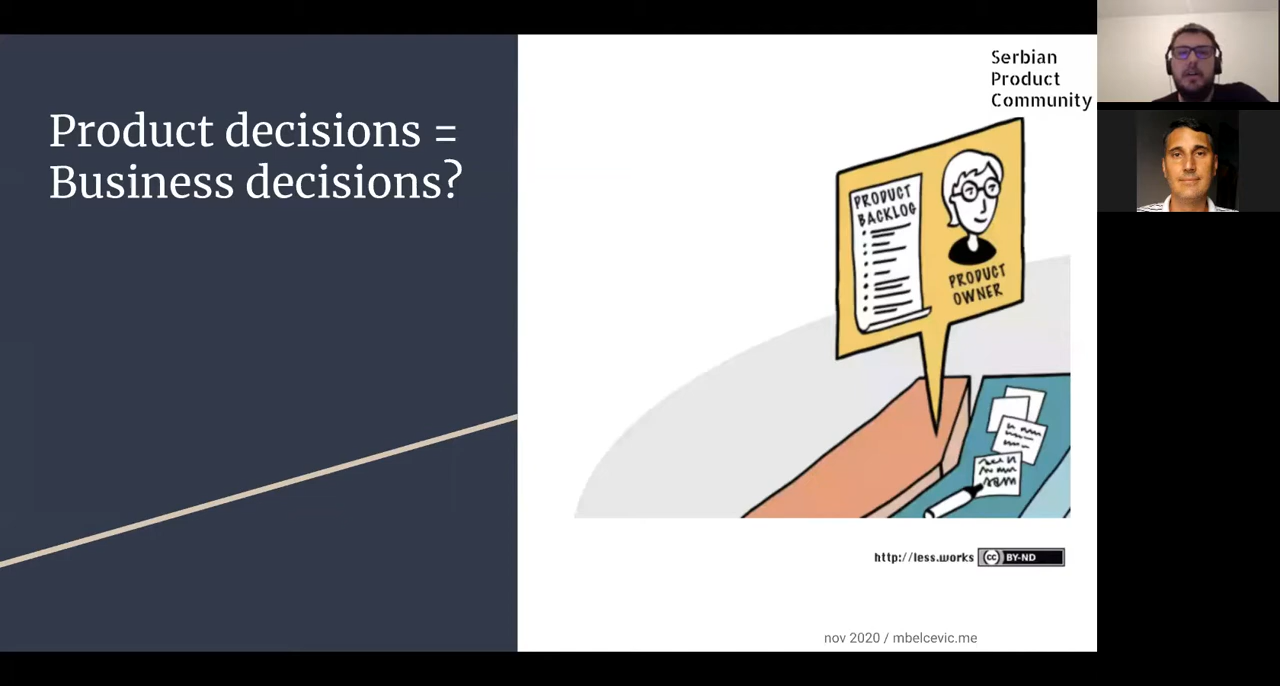 Product decisions =
Business decisions?
Serbian
Product
Community
PRODUCT
BACKLOG
PRODUCT
OWNER
http://less.works
cc BY-ND
nov 2020 / mbelcevic.me